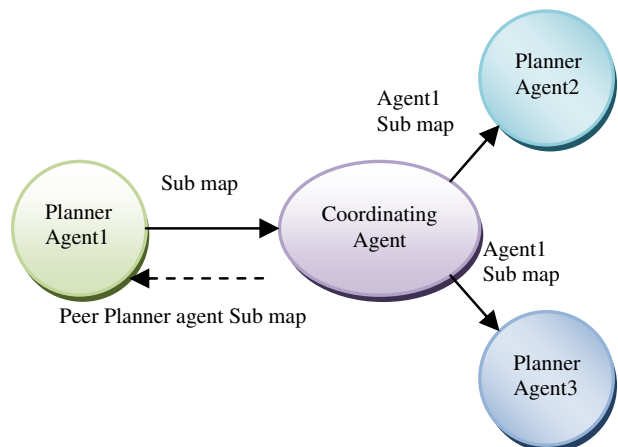 Planner
Agent2
Agent1
Sub map
Sub map
Planner
Agent1
Coordinating
Agent
Agent1
Sub map
Peer Planner agent Sub map
Planner
Agent3